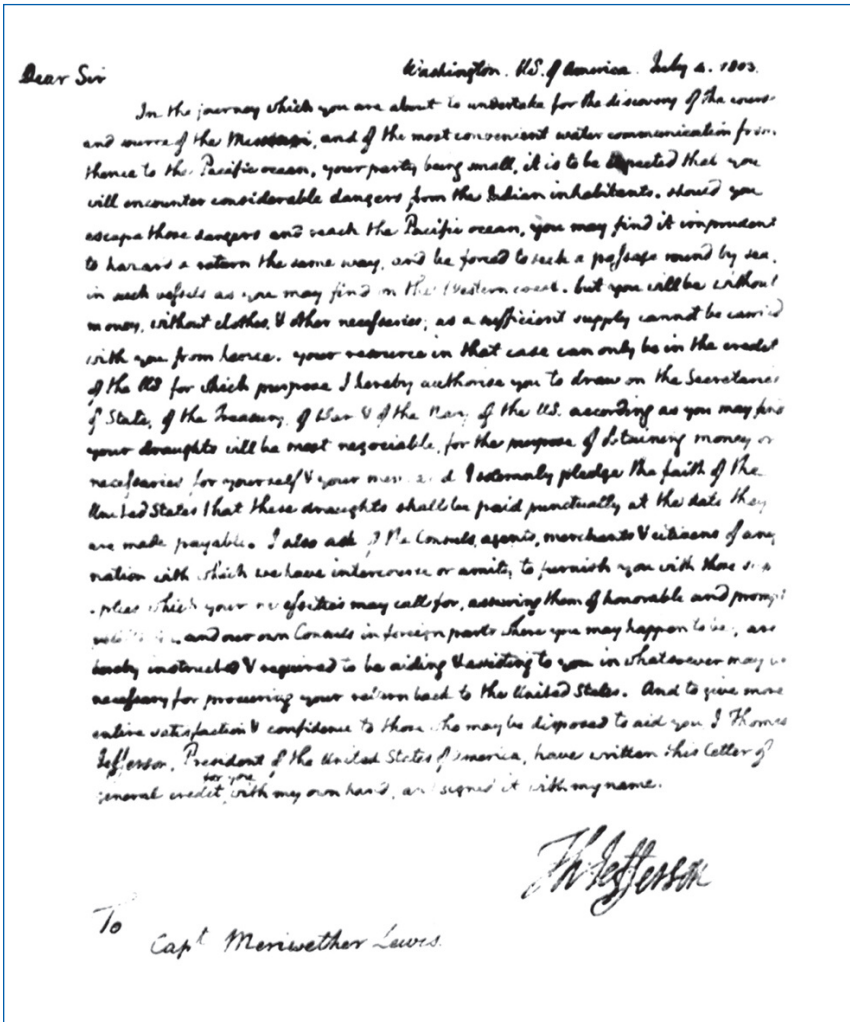 Dear Sir
Washington. US. of America. July 4. 1803.
In the journey which you are about to undertake for the discovery of the course
and source of the Missisipi, and of the most convenient water communication from
thence to the Pacific ocean, your party being small, it is to be expected that you
will encounter considerable dangers from the Indian inhabitants. should you
escape those dangers and reach the Pacific ocean, you may find it imprudent
to hazard a return the same way, and be forced to seek a passage round by sea,
in such vessels as you may find on the Western coast. but you will be without
money, without clothes, & other necessaries; as a sufficient supply cannot be carried
with you from hence. your resource in that case can only be in the credit
of the US. for which purpose I hereby authorise you to draw on the Secretaries
of State, of the Treasury, of War & of the Navy of the US. according as you may find
your draughts will be most negociable, for the purpose of obtaining money or
necessaries for yourself & your men: and I solemnly pledge the faith of the
United States that these draughts shall be paid punctually at the date they
are made payable. I also ask of the Consuls, agents, merchants & citizens of any
nation with which we have intercourse or amity to furnish you with those sup
plies which your necessities may call for, assuring them of honorable and prompt
and our own Consuls in foreign parts where you may happen to be, are
hereby instructed & required to be aiding & assisting to you in whatsoever may be
necessary for procuring your return back to the United States. And to give more
entire satisfaction & confidence to those who may be disposed to aid you I Thomas
Jefferson, President of the United States of America, have written this letter of
general credit for you with my own hand, and signed it with my name.
Th Jefferson
To
Capt Meriwether Lewis.